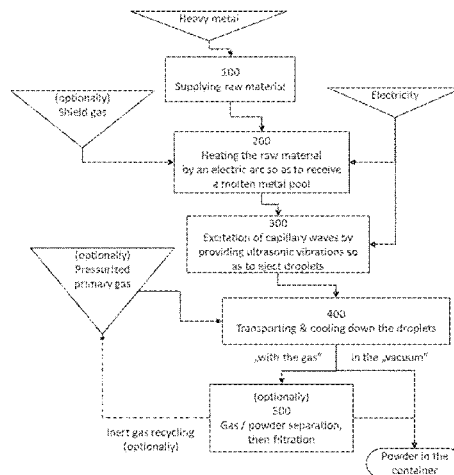 Heavy metal
100
Supplying raw material
(optionally)
Shield gas
Electricity
200
Heating the raw material
by an electric arc so as to receive
a molten metal pool
300
Excitation of capillary waves by
providing ultrasonic vibrations so
as to eject droplets
(optionally)
Pressurized
primary gas
400
Transporting & cooling down the droplets
„with the gas" in the „vacuum"
(optionally)
500
Gas / powder separation,
then filtration
Inert gas recycling
(optionally)
Powder in the
container